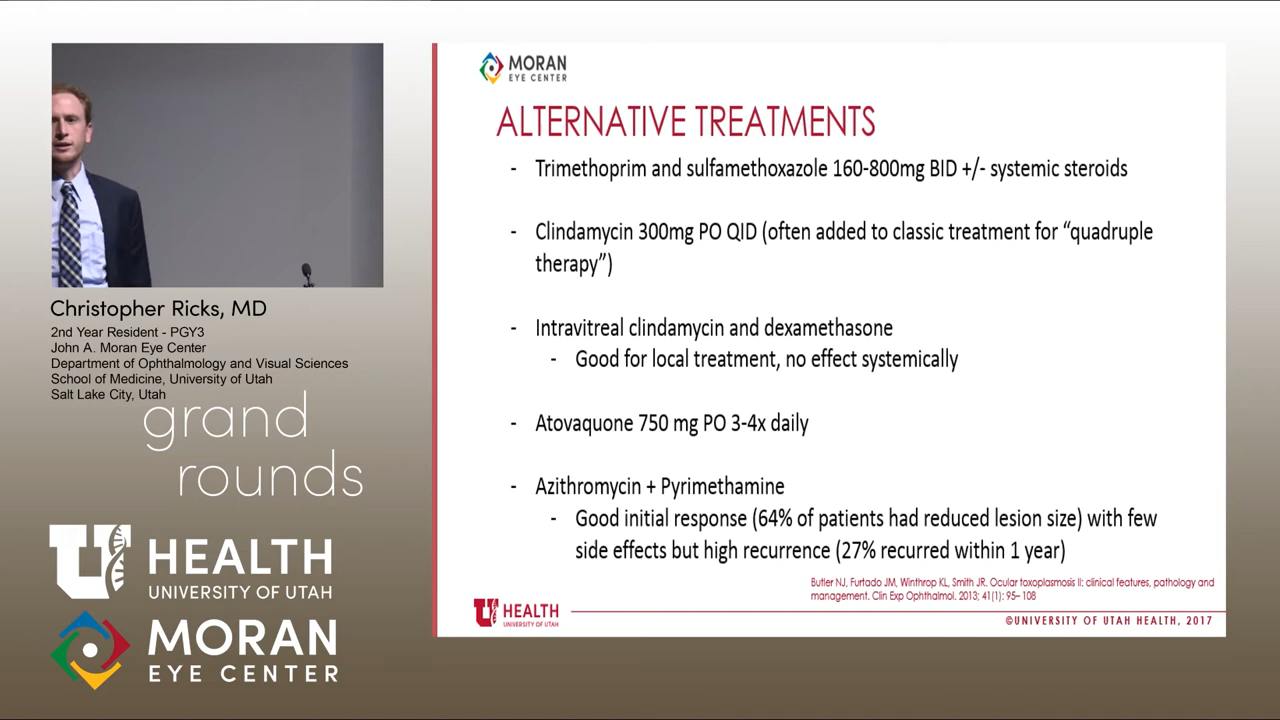 Christopher Ricks, MD
2nd Year Resident - PGY3
John A. Moran Eye Center
Department of Ophthalmology and Visual Sciences
School of Medicine, University of Utah
Salt Lake City, Utah
grand
rounds
U
HEALTH
UNIVERSITY OF UTAH
MORAN
EYE CENTER
MORAN
EYE CENTER
ALTERNATIVE TREATMENTS
- Trimethoprim and sulfamethoxazole 160-800mg BID +/- systemic steroids
- Clindamycin 300mg PO QID (often added to classic treatment for “quadruple
therapy”)
- Intravitreal clindamycin and dexamethasone
- Good for local treatment, no effect systemically
- Atovaquone 750 mg PO 3-4x daily
- Azithromycin + Pyrimethamine
- Good initial response (64% of patients had reduced lesion size) with few
side effects but high recurrence (27% recurred within 1 year)
Butler NJ, Furtado JM, Winthrop KL, Smith JR. Ocular toxoplasmosis II: clinical features, pathology and
management. Clin Exp Ophthalmol. 2013; 41(1): 95– 108
U
HEALTH
UNIVERSITY OF UTAH
©UNIVERSITY OF UTAH HEALTH, 2017